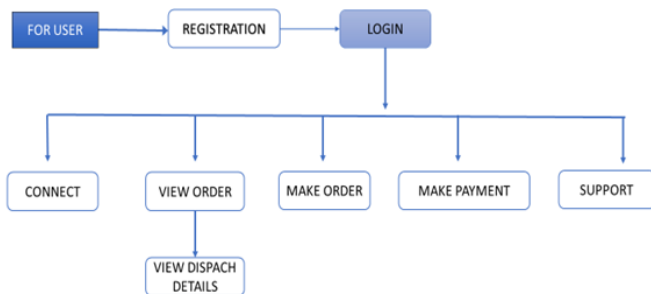 FOR USER
REGISTRATION
LOGIN
CONNECT
VIEW ORDER
MAKE ORDER
MAKE PAYMENT
SUPPORT
VIEW DISPACH
DETAILS